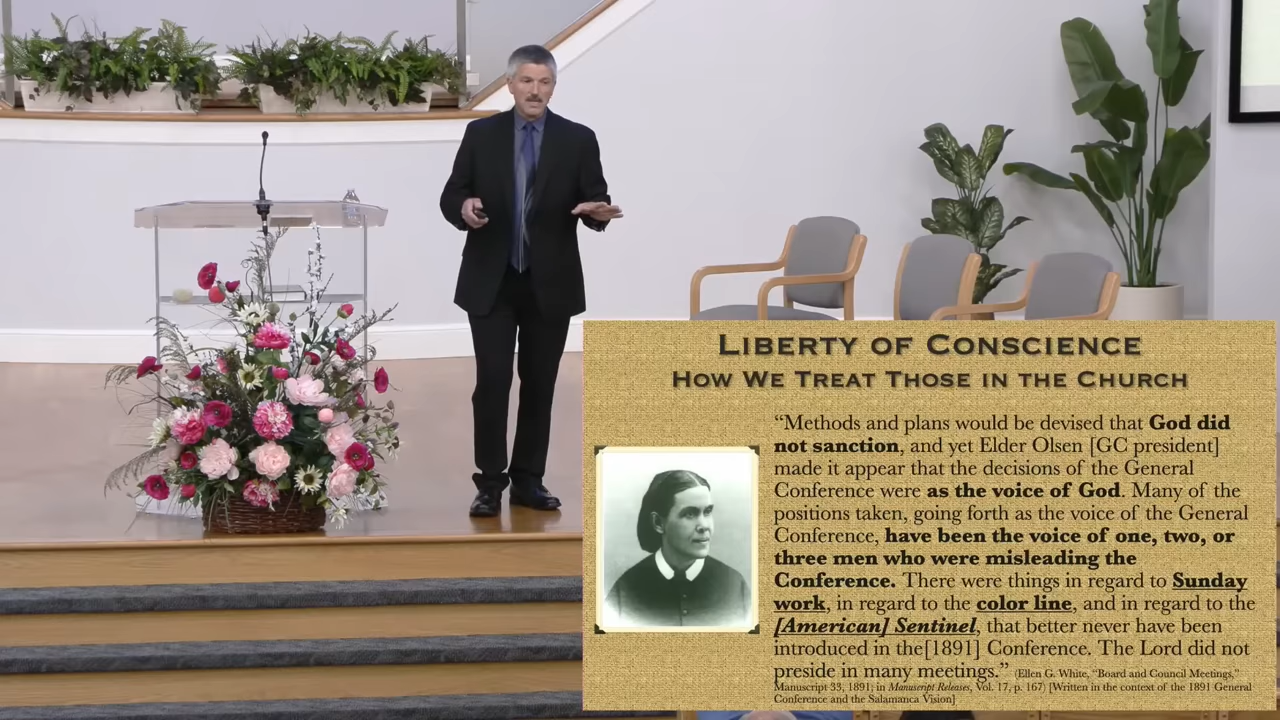 Liberty of Conscience
How We Treat Those in the Church
“Methods and plans would be devised that God did
not sanction, and yet Elder Olsen [GC president]
made it appear that the decisions of the General
Conference were as the voice of God. Many of the
positions taken, going forth as the voice of the General
Conference, have been the voice of one, two, or
three men who were misleading the
Conference. There were things in regard to Sunday
work, in regard to the color line, and in regard to the
[American] Sentinel, that better never have been
introduced in the[1891] Conference. The Lord did not
preside in many meetings.” (Ellen G. White, “Board and Council Meetings,”
Manuscript 33, 1891; in Manuscript Releases, Vol. 17, p. 167) [Written in the context of the 1891 General
Conference and the Salamanca Vision]